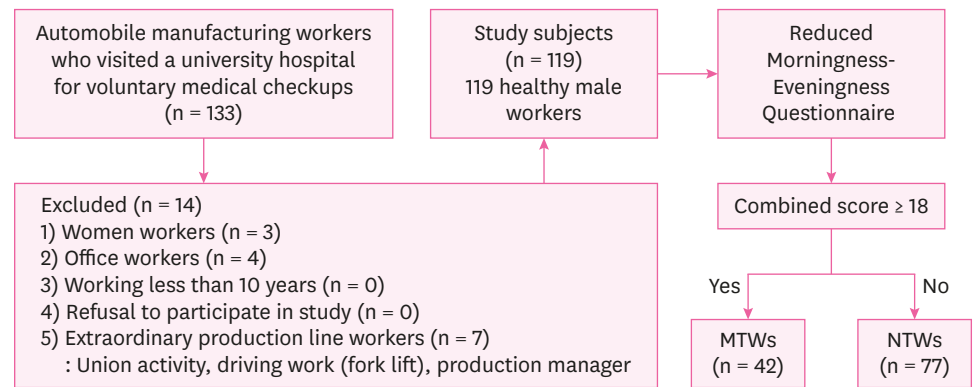 Automobile manufacturing workers
who visited a university hospital
for voluntary medical checkups
(n = 133)
Excluded (n = 14)
1) Women workers (n = 3)
2) Office workers (n = 4)
3) Working less than 10 years (n = 0)
4) Refusal to participate in study (n = 0)
5) Extraordinary production line workers (n = 7)
: Union activity, driving work (fork lift), production manager
Study subjects
(n = 119)
119 healthy male
workers
Reduced
Morningness-
Eveningness
Questionnaire
Combined score ≥ 18
Yes
No
MTWs
(n = 42)
NTWs
(n = 77)